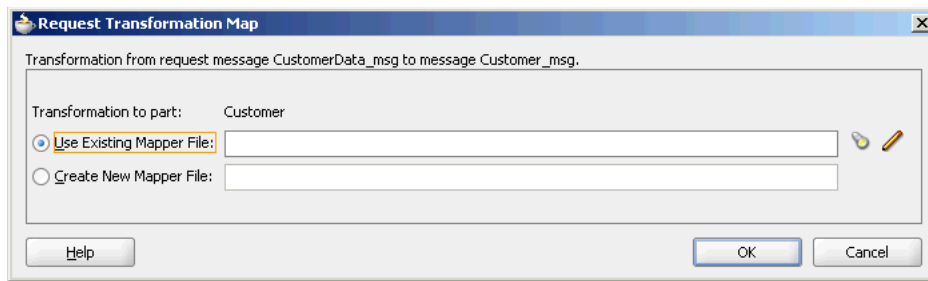 Request Transformation Map
Transformation from request message CustomerData_msg to message Customer_msg.
Transformation to part: Customer
Use Existing Mapper File:
Create New Mapper File:
Help OK Cancel